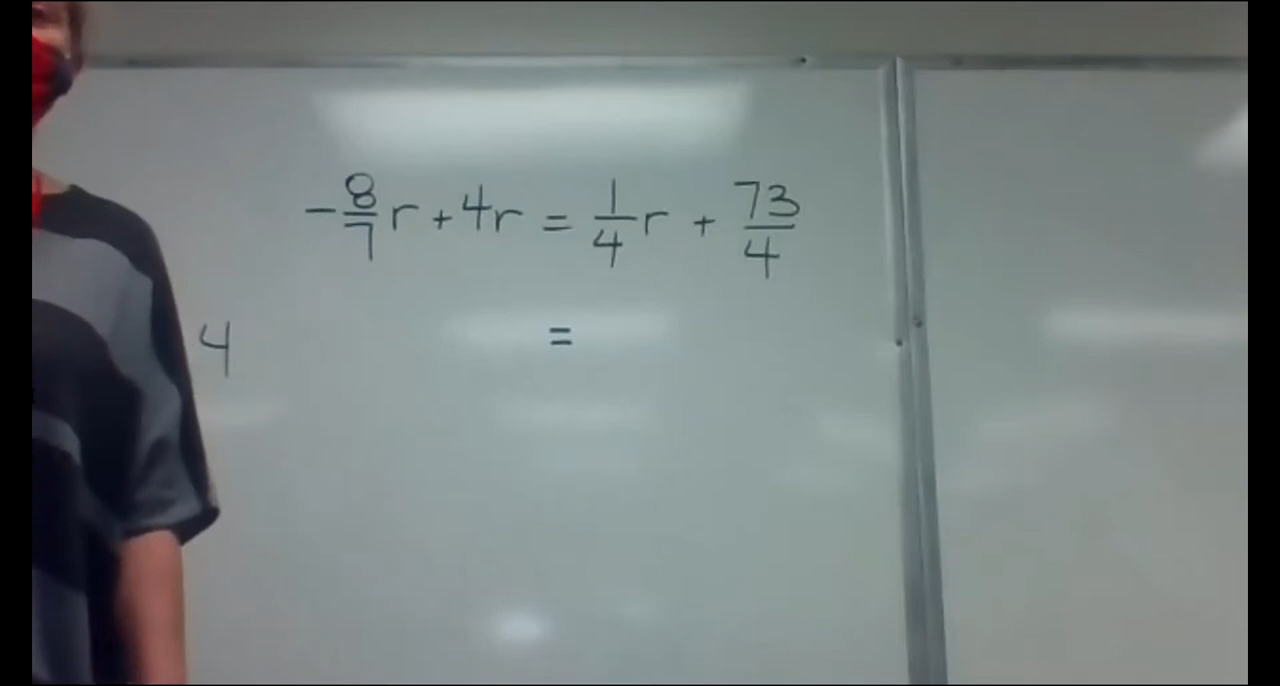 -8/7 r + 4r = 1/4 r + 73/4
4 =